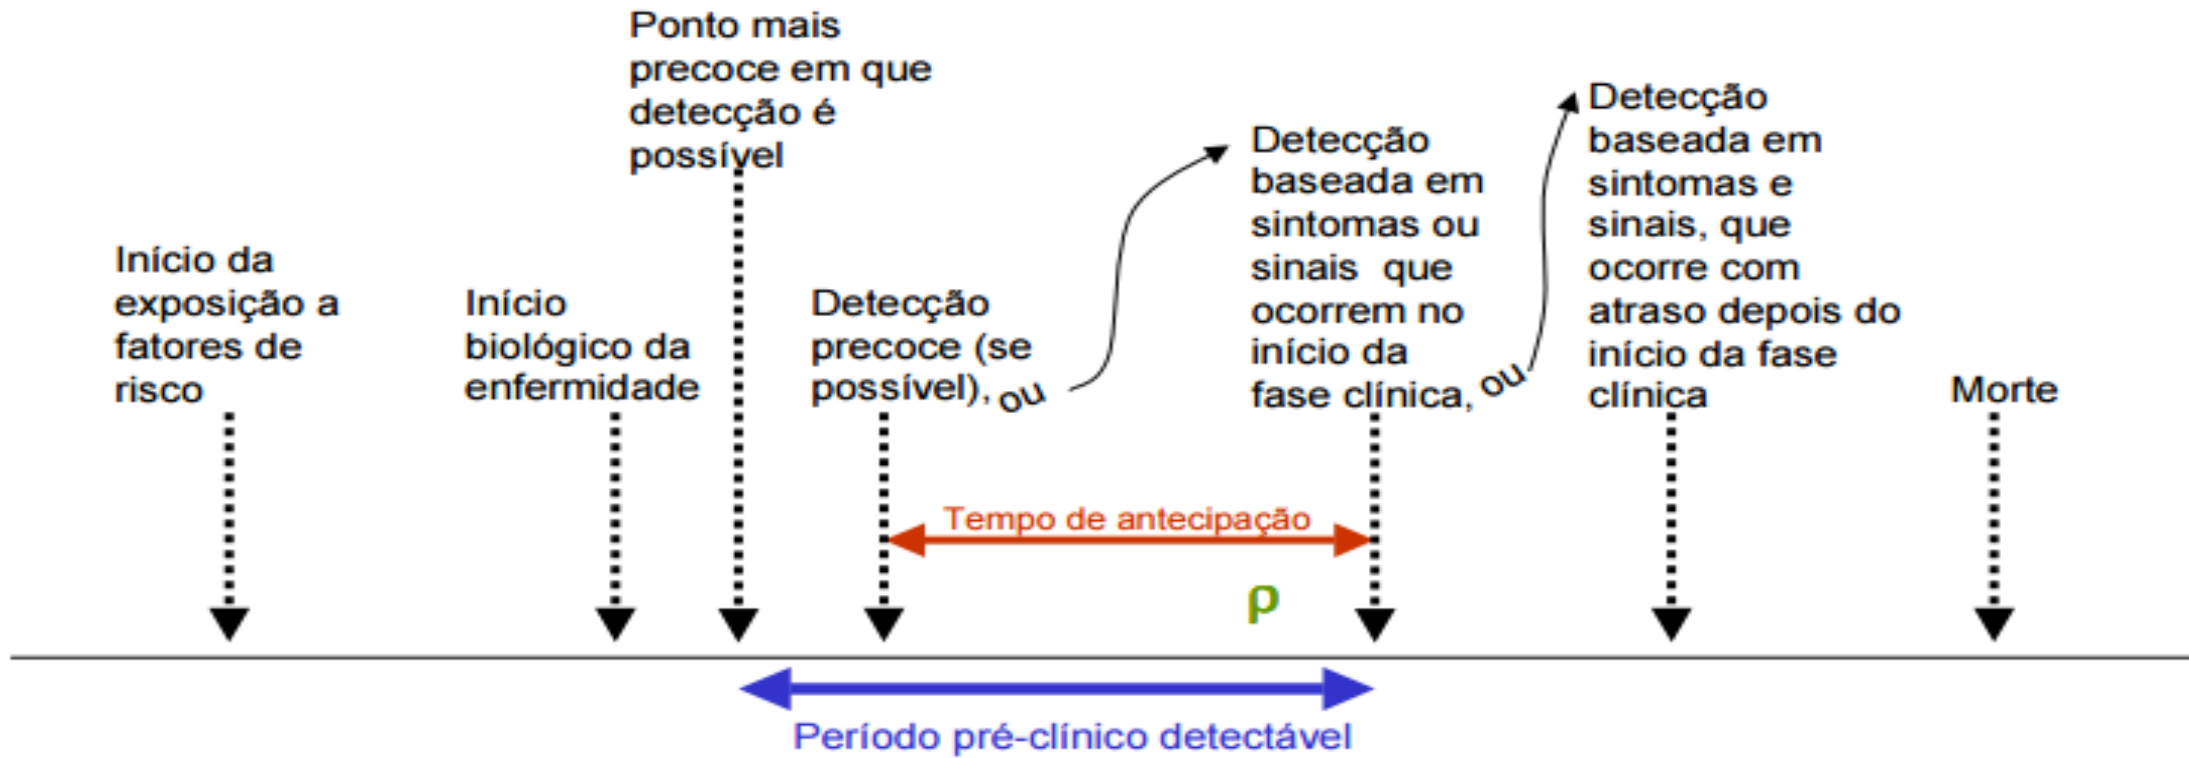 Ponto mais
precoce em que
detecção é
possível
Início da
exposição a
fatores de
risco
Início
biológico da
enfermidade
Detecção
precoce (se
possível), ou
Detecção
baseada em
sintomas ou
sinais que
ocorrem no
início da
fase clínica, ou
Detecção
baseada em
sintomas e
sinais, que
ocorre com
atraso depois do
início da fase
clínica
Morte
Tempo de antecipação
ρ
Período pré-clínico detectável